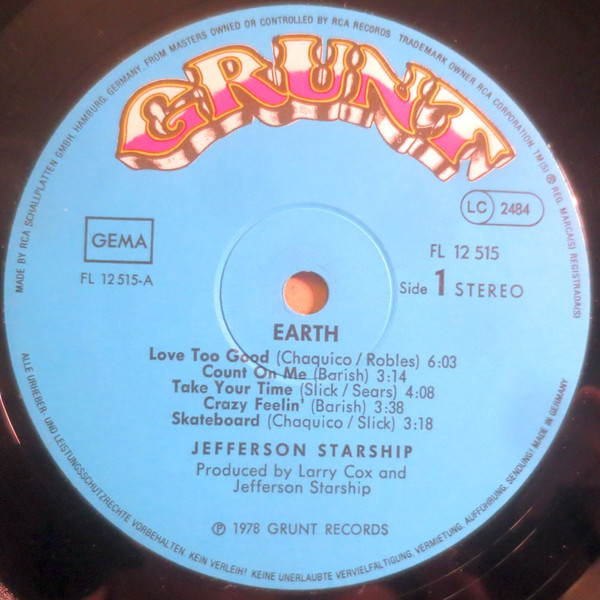 MADE BY RCA SCHALLPLATTEN GMBH, HAMBURG, GERMANY, FROM MASTERS OWNED OR CONTROLLED BY RCA RECORDS TRADEMARK OWNER RCA CORPORATION TM(S) ® REG. MARCA(S) REGISTRADA(S)
GRUNT
LC 2484
GEMA
FL 12 515-A
FL 12 515
Side 1 STEREO
EARTH
Love Too Good (Chaquico / Robles) 6:03
Count On Me (Barish) 3:14
Take Your Time (Slick / Sears) 4:08
Crazy Feelin' (Barish) 3:38
Skateboard (Chaquico / Slick) 3:18
JEFFERSON STARSHIP
Produced by Larry Cox and
Jefferson Starship
℗ 1978 GRUNT RECORDS
ALLE URHEBER- UND LEISTUNGSSCHUTZRECHTE VORBEHALTEN. KEIN VERLEIH! KEINE UNERLAUBTE VERVIELFÄLTIGUNG, VERMIETUNG, AUFFÜHRUNG, SENDUNG! MADE IN GERMANY